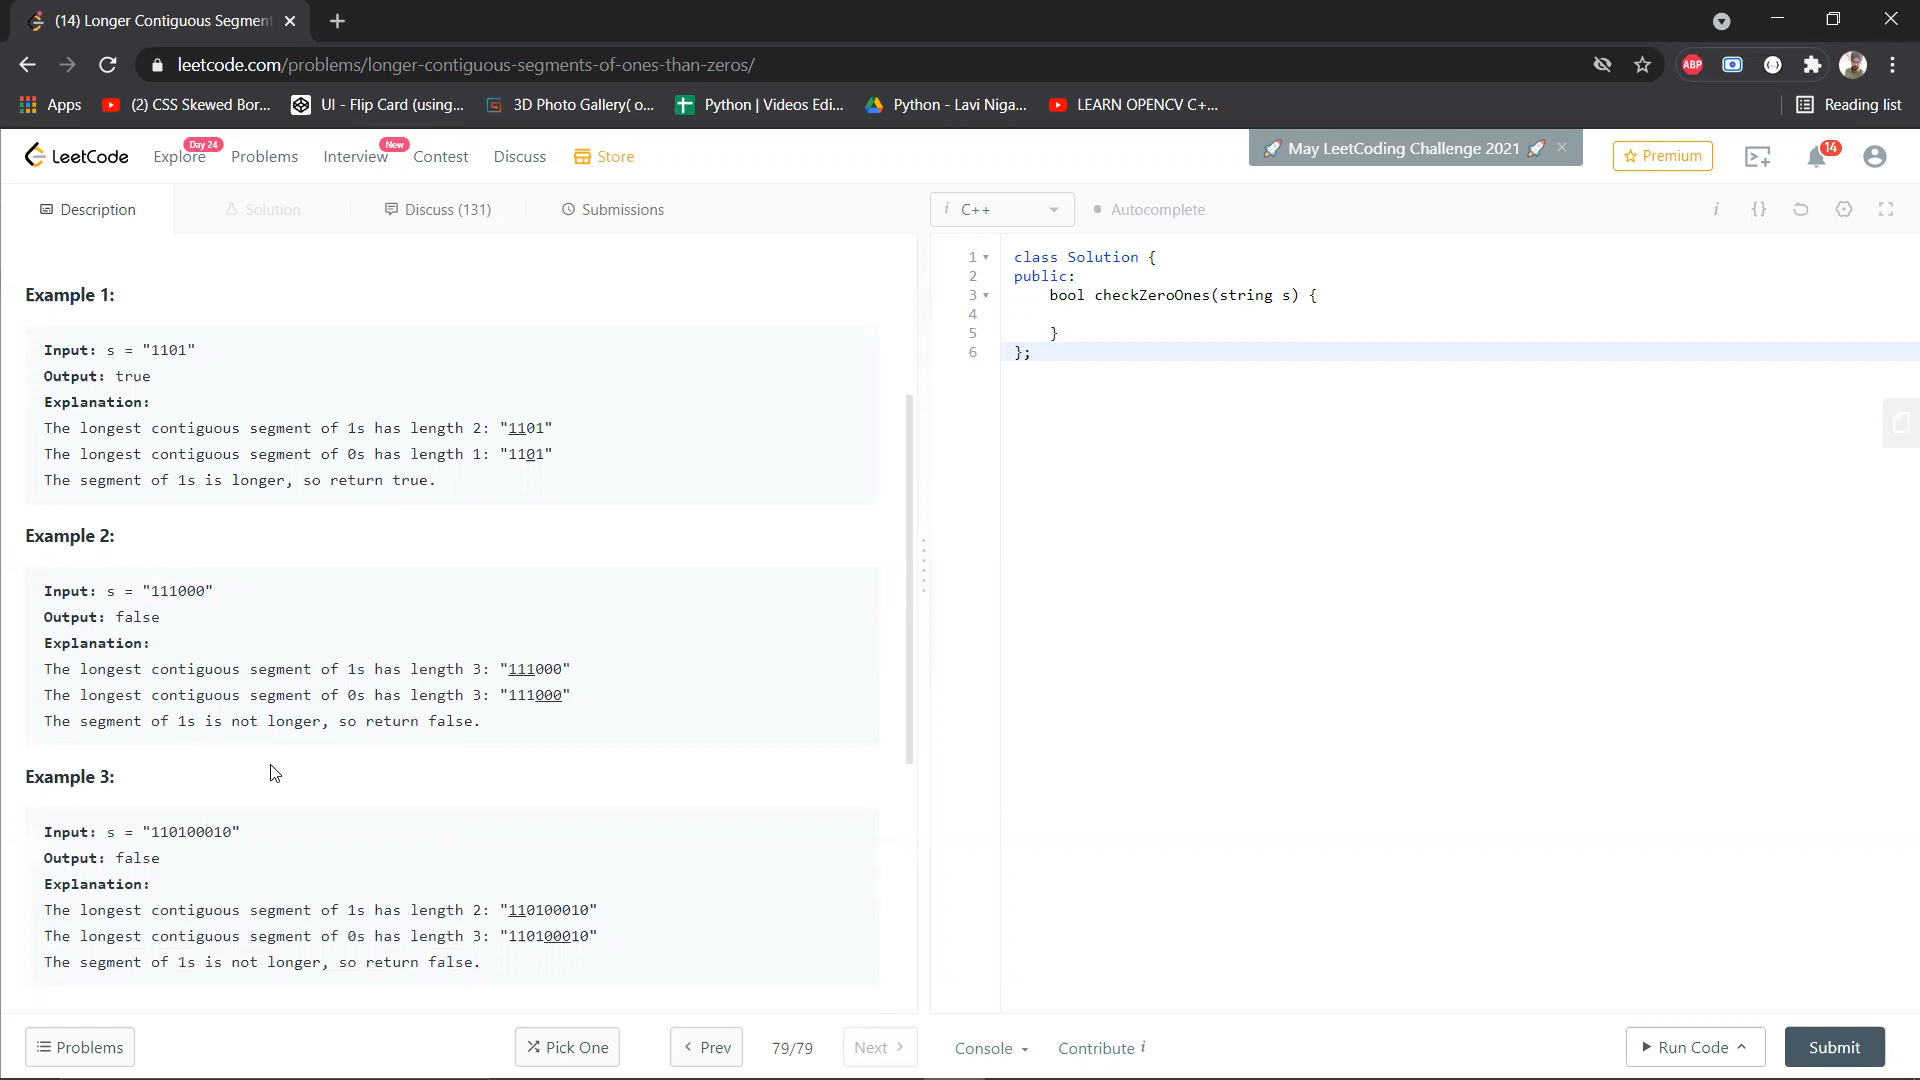 (14) Longer Contiguous Segmen
leetcode.com/problems/longer-contiguous-segments-of-ones-than-zeros/
ABP
Apps
(2) CSS Skewed Bor...
UI - Flip Card (using...
3D Photo Gallery( o...
Python | Videos Edi...
Python - Lavi Niga...
LEARN OPENCV C+...
Reading list
LeetCode
Explore
Day 24
Problems
Interview
New
Contest
Discuss
Store
May LeetCoding Challenge 2021
Premium
14
Description
Solution
Discuss (131)
Submissions
i C++
Autocomplete
i {}
Example 1:
Input: s = "1101"
Output: true
Explanation:
The longest contiguous segment of 1s has length 2: "1101"
The longest contiguous segment of 0s has length 1: "1101"
The segment of 1s is longer, so return true.
Example 2:
Input: s = "111000"
Output: false
Explanation:
The longest contiguous segment of 1s has length 3: "111000"
The longest contiguous segment of 0s has length 3: "111000"
The segment of 1s is not longer, so return false.
Example 3:
Input: s = "110100010"
Output: false
Explanation:
The longest contiguous segment of 1s has length 2: "110100010"
The longest contiguous segment of 0s has length 3: "110100010"
The segment of 1s is not longer, so return false.
1 class Solution {
2 public:
3 bool checkZeroOnes(string s) {
4
5 }
6 };
Problems
Pick One
Prev
79/79
Next
Console
Contribute i
Run Code
Submit